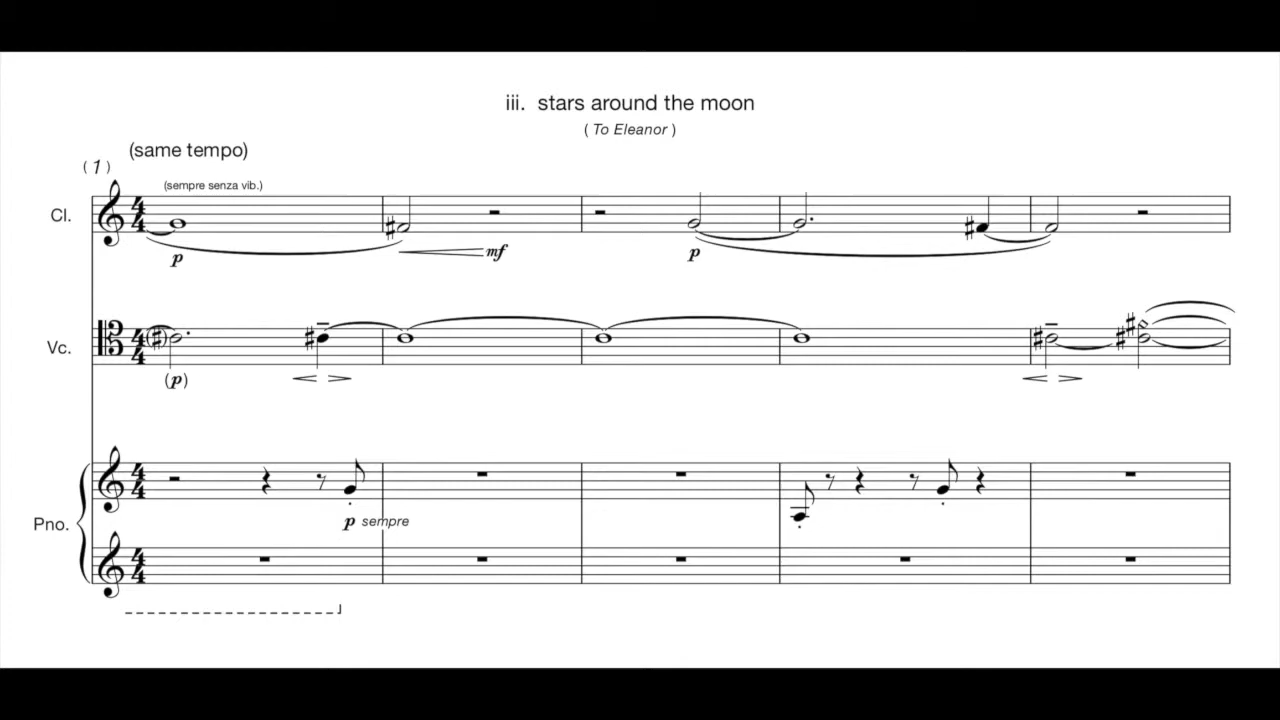 iii. stars around the moon
( To Eleanor )
(same tempo)
( 1 )
(sempre senza vib.)
Cl.
p
mf
p
Vc.
(p)
Pno.
p sempre